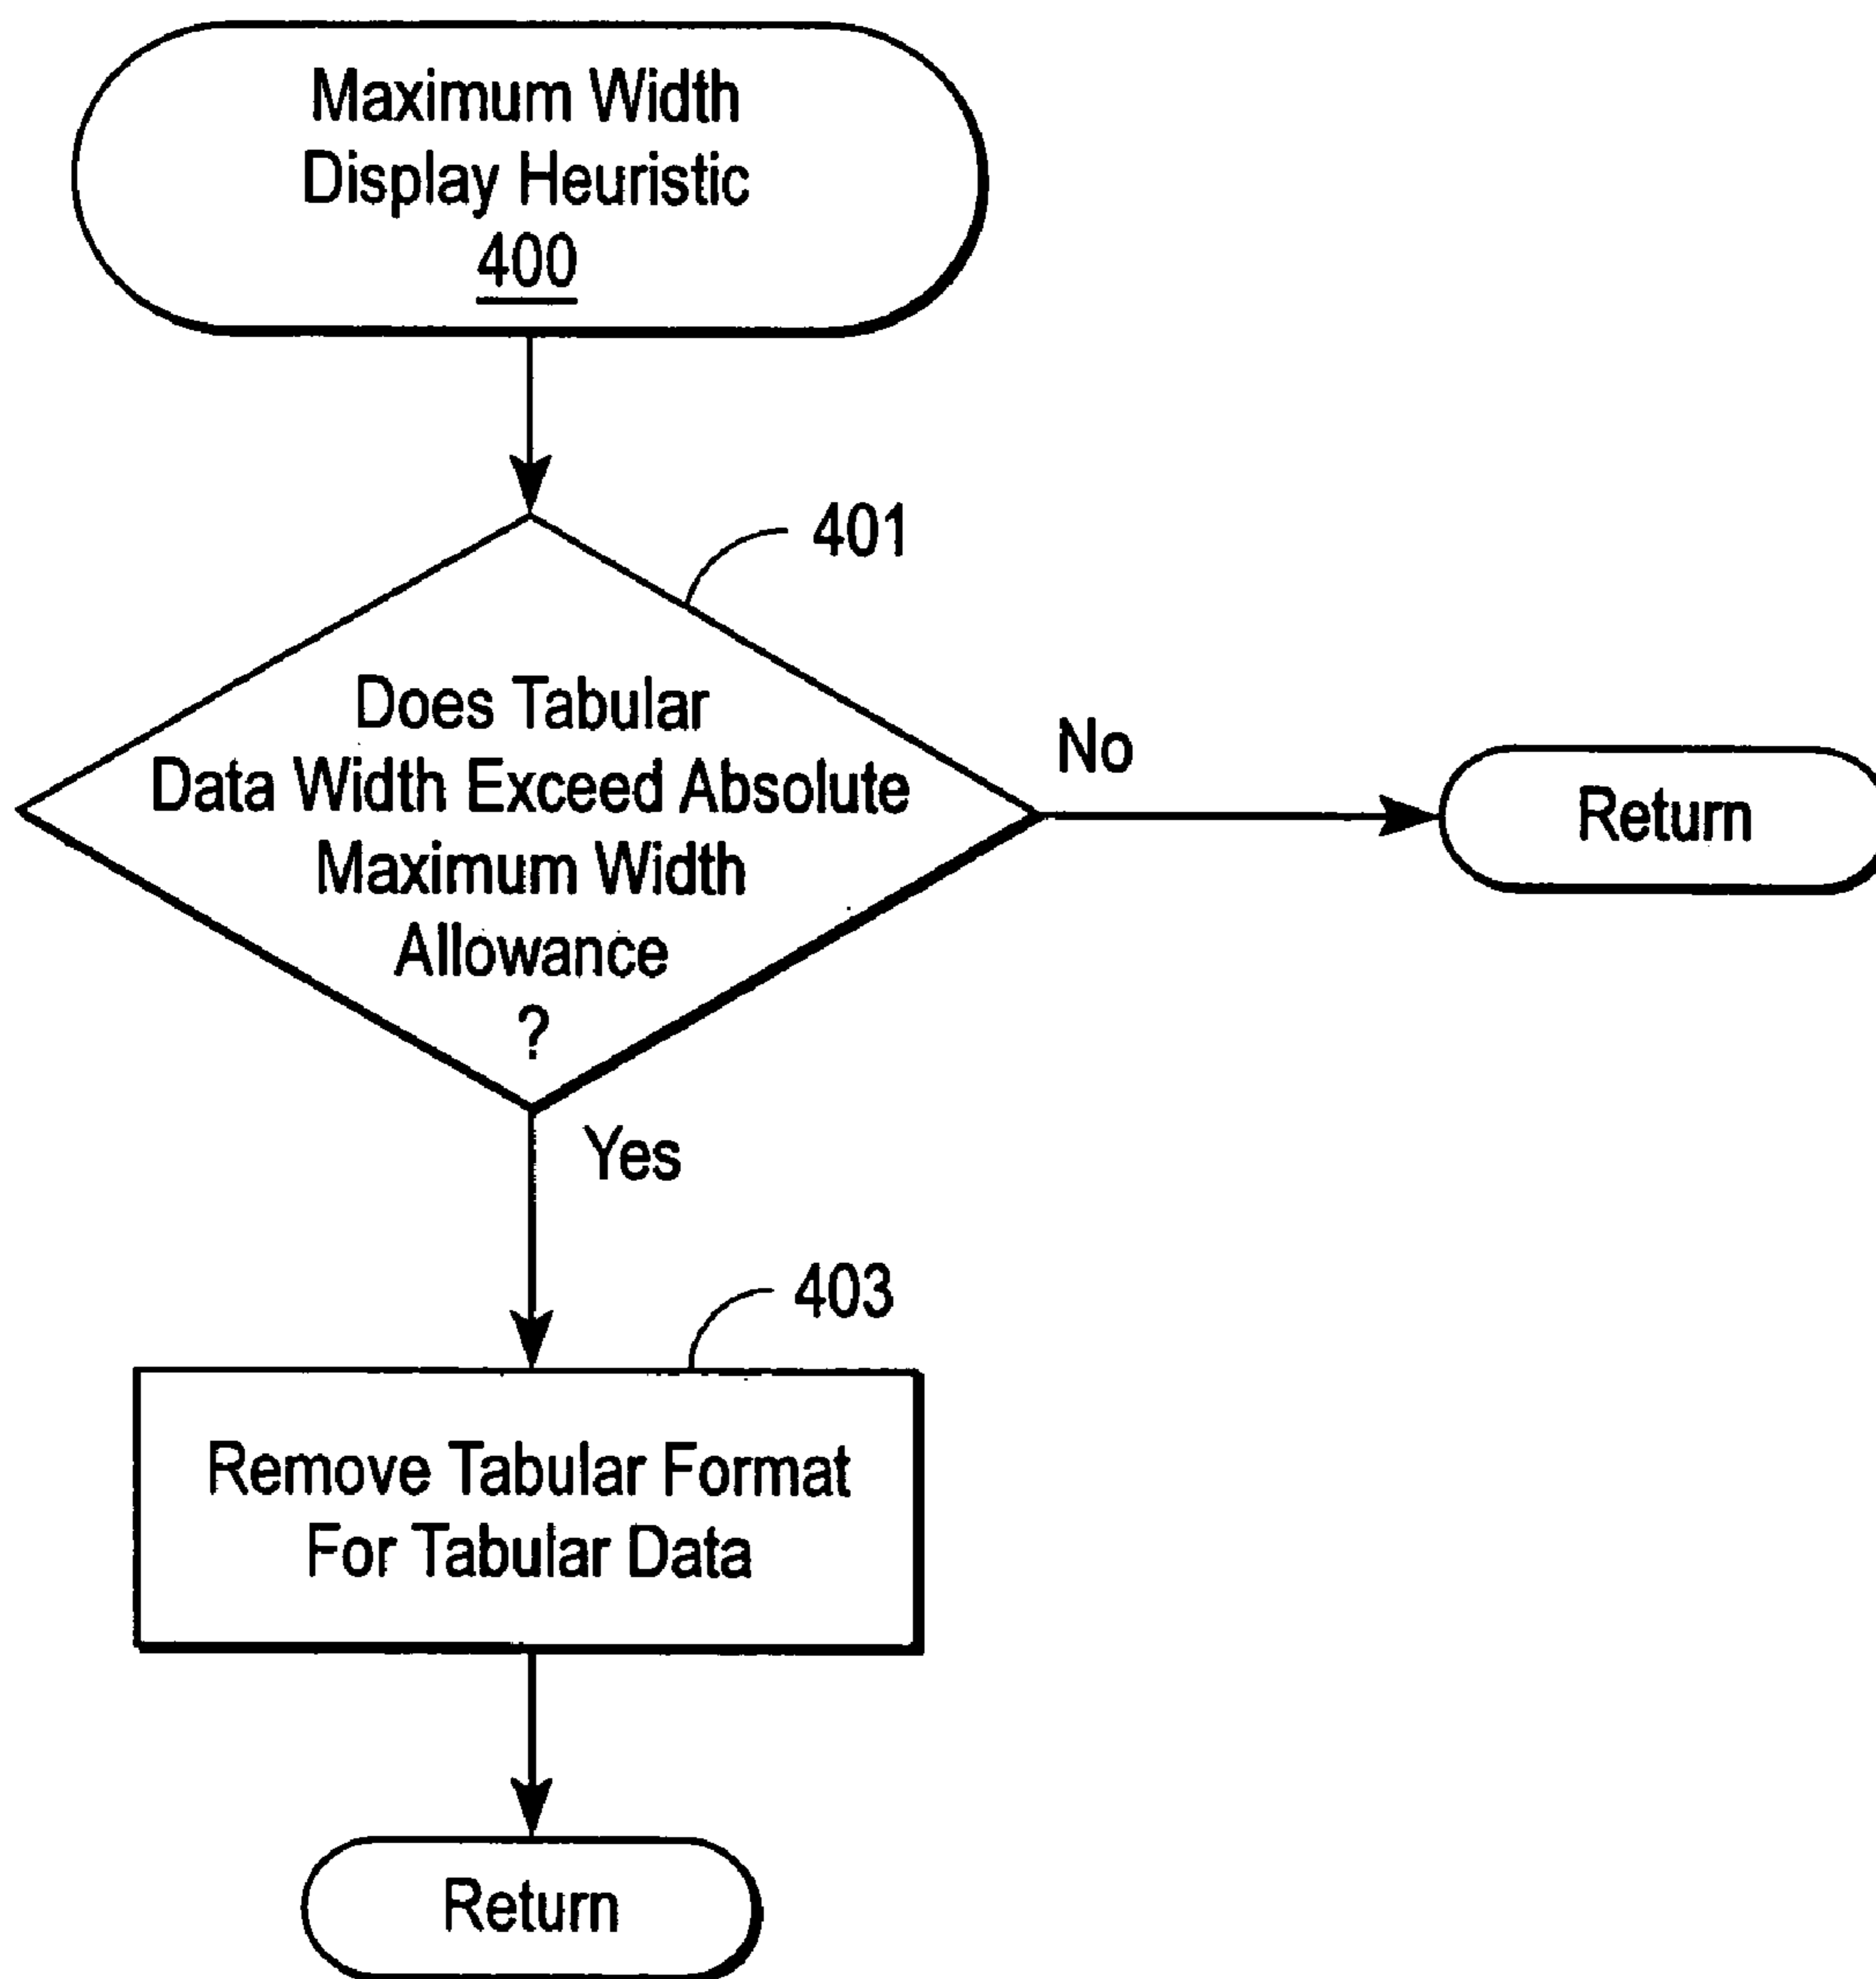 Maximum Width
Display Heuristic
400
401
Does Tabular
Data Width Exceed Absolute
Maximum Width
Allowance
?
No
Return
Yes
403
Remove Tabular Format
For Tabular Data
Return